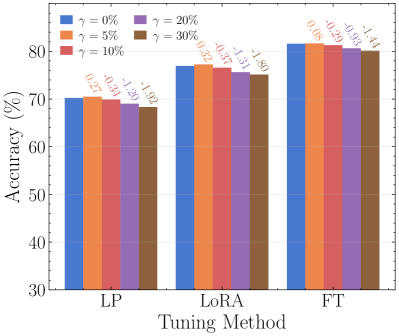 γ = 0% γ = 20%
γ = 5% γ = 30%
γ = 10%
80
70
60
50
40
30
Accuracy (%)
0.27 -0.34 -1.20 -1.92
0.32 -0.37 -1.31 -1.80
0.08 -0.29 -0.93 -1.44
LP LoRA FT
Tuning Method